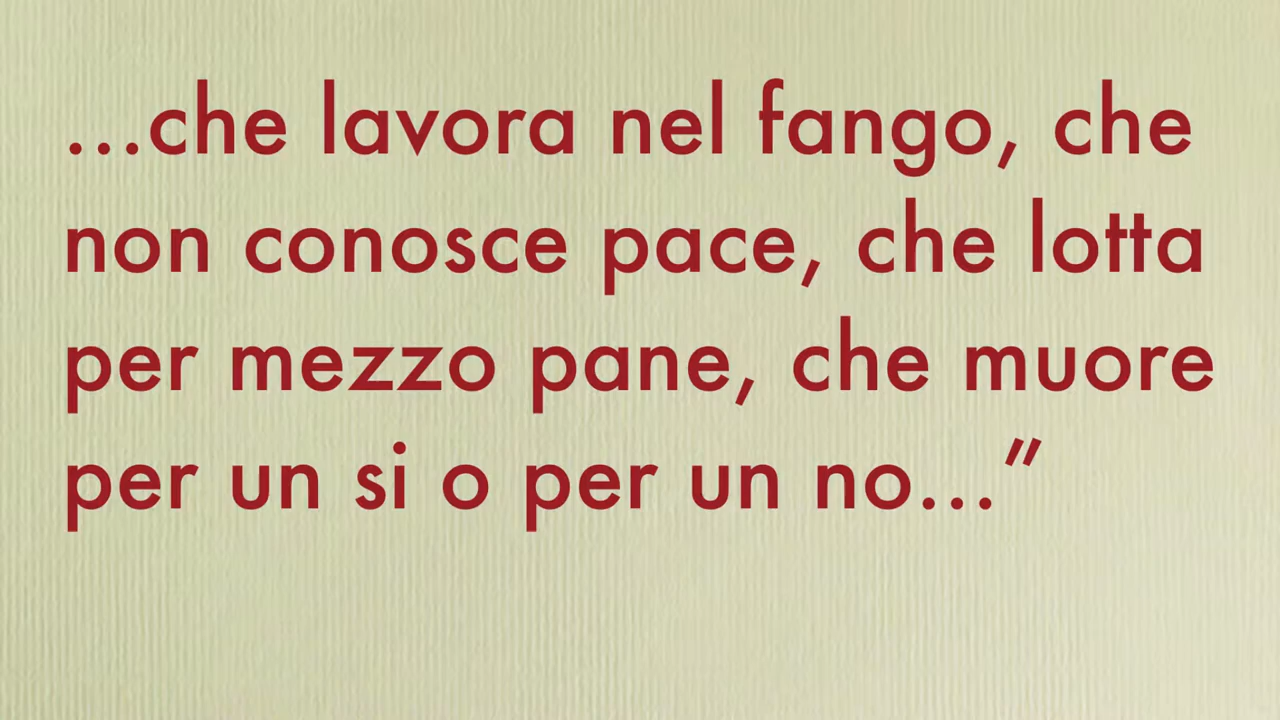 ...che lavora nel fango, che
non conosce pace, che lotta
per mezzo pane, che muore
per un si o per un no..."